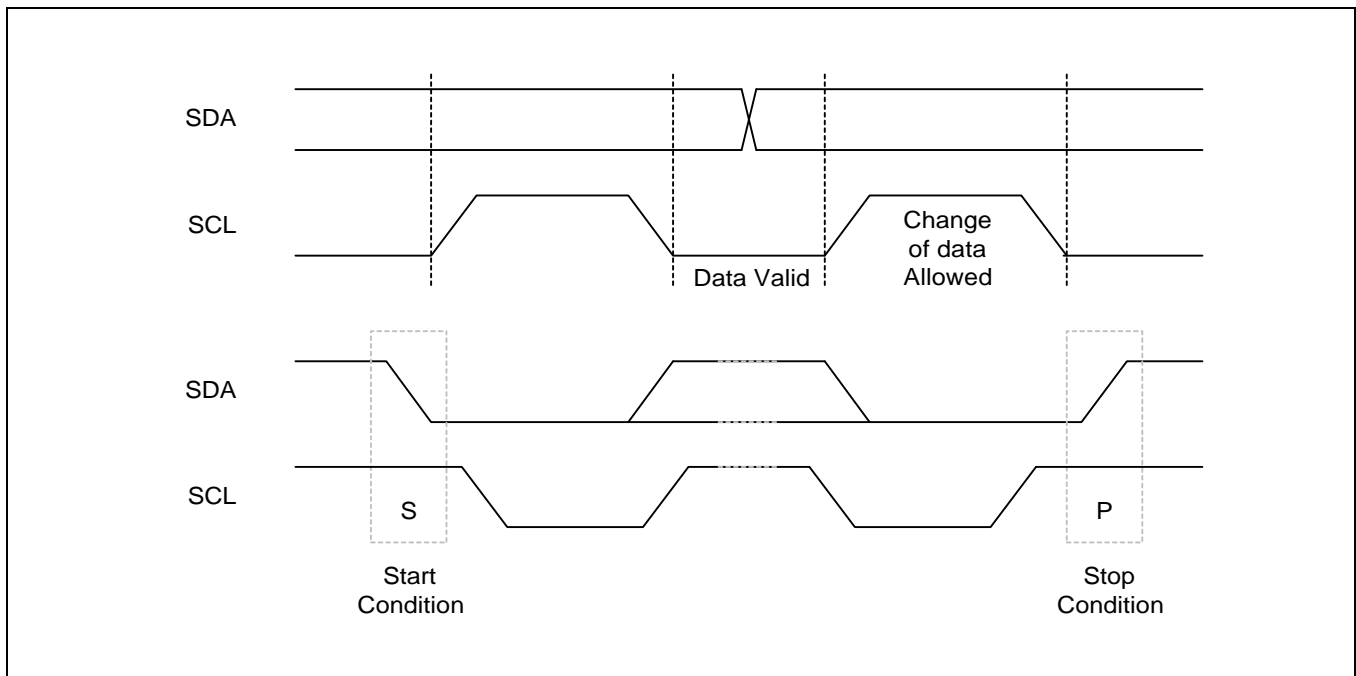 SDA
SCL
Change
of data
Allowed
Data Valid
SDA
SCL
S
P
Start
Condition
Stop
Condition